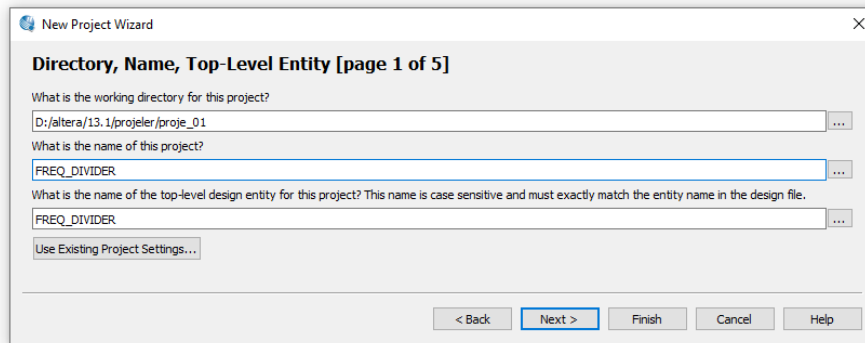 New Project Wizard
Directory, Name, Top-Level Entity [page 1 of 5]
What is the working directory for this project?
D:/altera/13.1/projeler/proje_01
...
What is the name of this project?
FREQ_DIVIDER
...
What is the name of the top-level design entity for this project? This name is case sensitive and must exactly match the entity name in the design file.
FREQ_DIVIDER
...
Use Existing Project Settings...
< Back Next > Finish Cancel Help